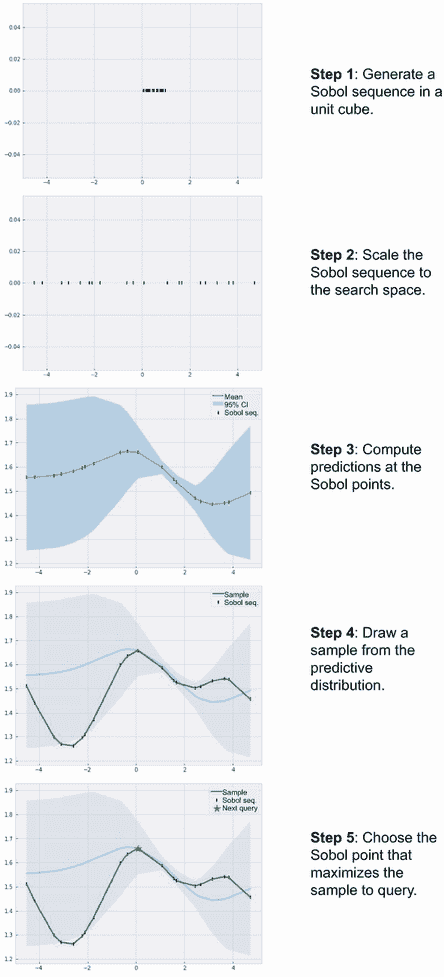 0.04
0.02
0.00
−0.02
−0.04
−4 −2 0 2 4
Step 1: Generate a
Sobol sequence in a
unit cube.
0.04
0.02
0.00
−0.02
−0.04
−4 −2 0 2 4
Step 2: Scale the
Sobol sequence to
the search space.
1.9
1.8
1.7
1.6
1.5
1.4
1.3
1.2
−4 −2 0 2 4
Mean
95% CI
Sobol seq.
Step 3: Compute
predictions at the
Sobol points.
1.9
1.8
1.7
1.6
1.5
1.4
1.3
1.2
−4 −2 0 2 4
Sample
Sobol seq.
Step 4: Draw a
sample from the
predictive
distribution.
1.9
1.8
1.7
1.6
1.5
1.4
1.3
1.2
−4 −2 0 2 4
Sample
Sobol seq.
Next query
Step 5: Choose the
Sobol point that
maximizes the
sample to query.